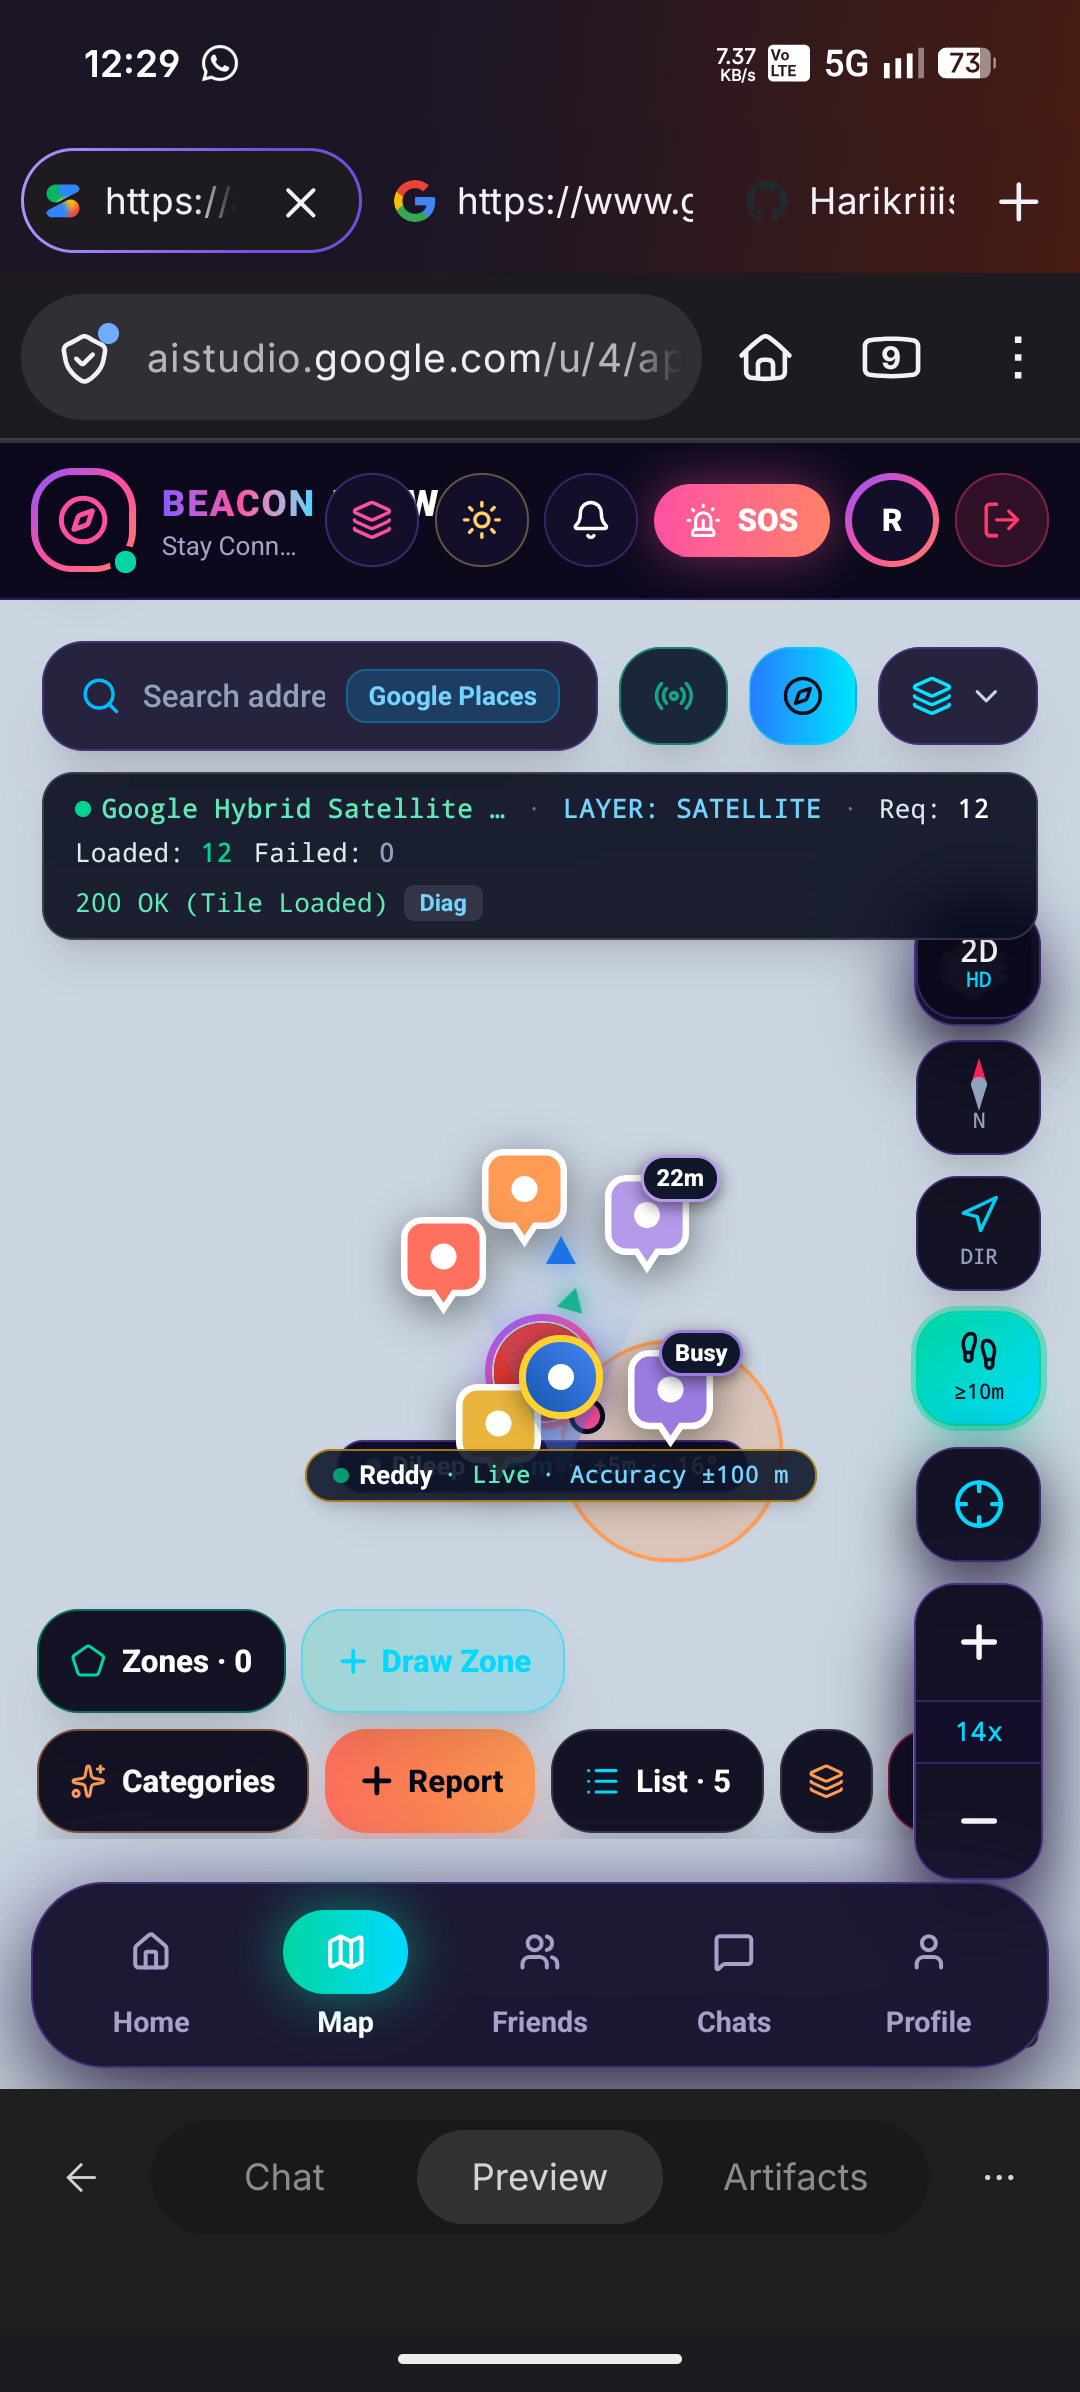 12:29
7.37
KB/s
Vo
LTE
5G
73
https://
https://www.g
Harikriii
aistudio.google.com/u/4/ap
9
BEACON
W
Stay Conn...
SOS
R
Search addre
Google Places
Google Hybrid Satellite … · LAYER: SATELLITE · Req: 12
Loaded: 12 Failed: 0
200 OK (Tile Loaded) Diag
2D
HD
N
22m
DIR
Busy
≥10m
Reddy · Live · Accuracy ±100 m
Zones · 0
+ Draw Zone
14x
Categories
+ Report
List · 5
Home
Map
Friends
Chats
Profile
Chat
Preview
Artifacts